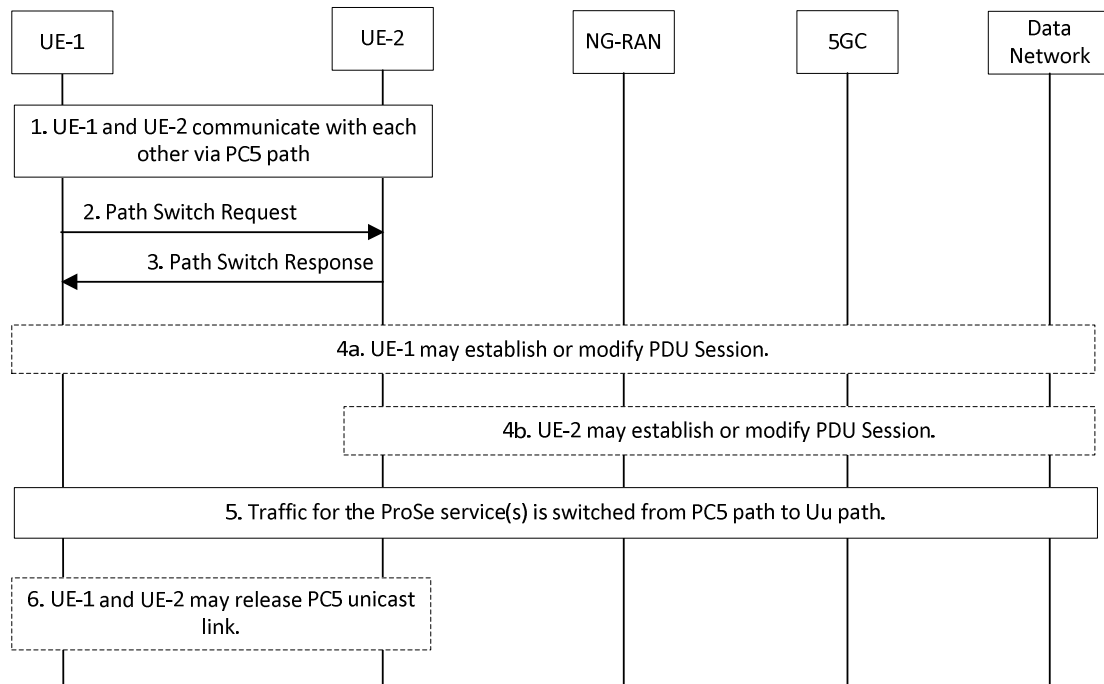 UE-1
UE-2
NG-RAN
5GC
Data
Network
1. UE-1 and UE-2 communicate with each
other via PC5 path
2. Path Switch Request
3. Path Switch Response
4a. UE-1 may establish or modify PDU Session.
4b. UE-2 may establish or modify PDU Session.
5. Traffic for the ProSe service(s) is switched from PC5 path to Uu path.
6. UE-1 and UE-2 may release PC5 unicast
link.